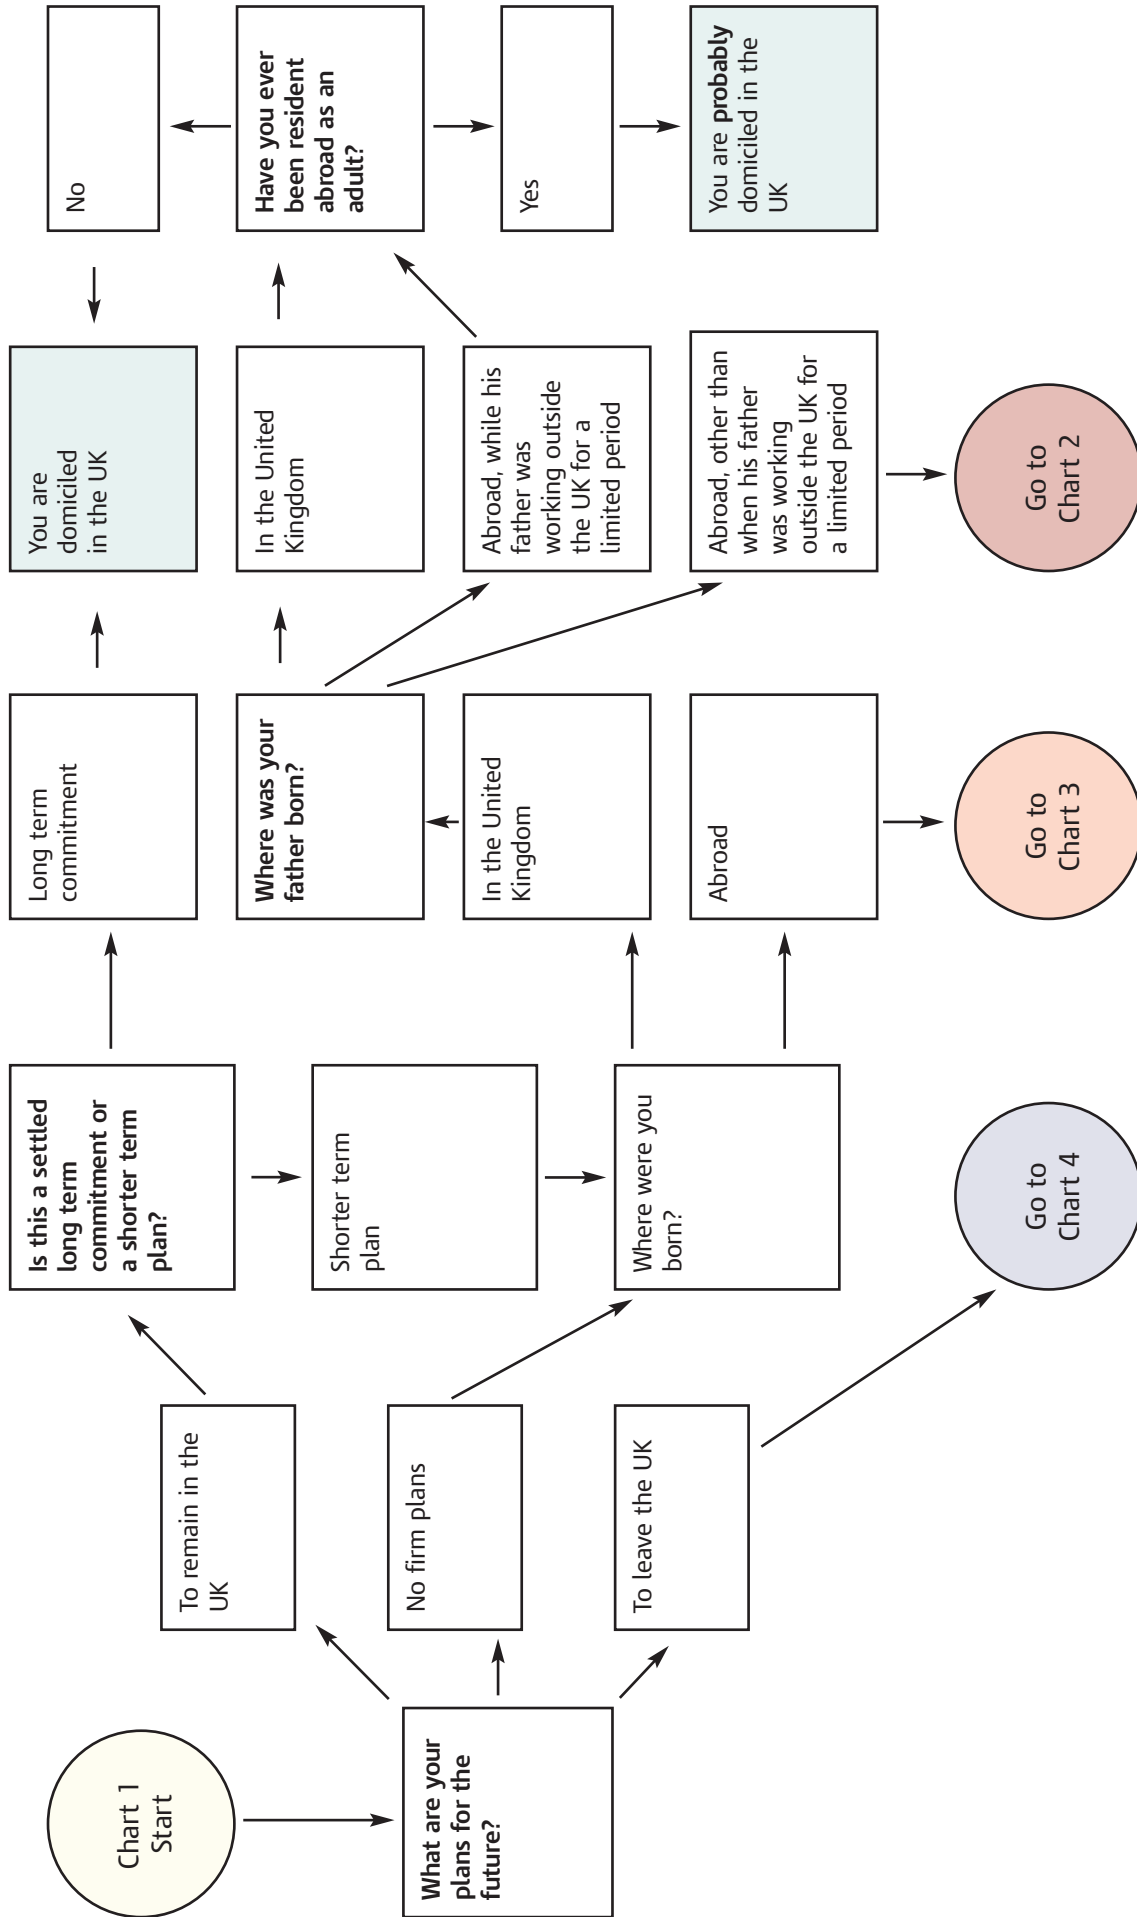 Chart 1
Start
What are your
plans for the
future?
To remain in the
UK
No firm plans
To leave the UK
Is this a settled
long term
commitment or
a shorter term
plan?
Shorter term
plan
Where were you
born?
Go to
Chart 4
Long term
commitment
Where was your
father born?
In the United
Kingdom
Abroad
Go to
Chart 3
You are
domiciled
in the UK
In the United
Kingdom
Abroad, while his
father was
working outside
the UK for a
limited period
Abroad, other than
when his father
was working
outside the UK for
a limited period
Go to
Chart 2
No
Have you ever
been resident
abroad as an
adult?
Yes
You are probably
domiciled in the
UK